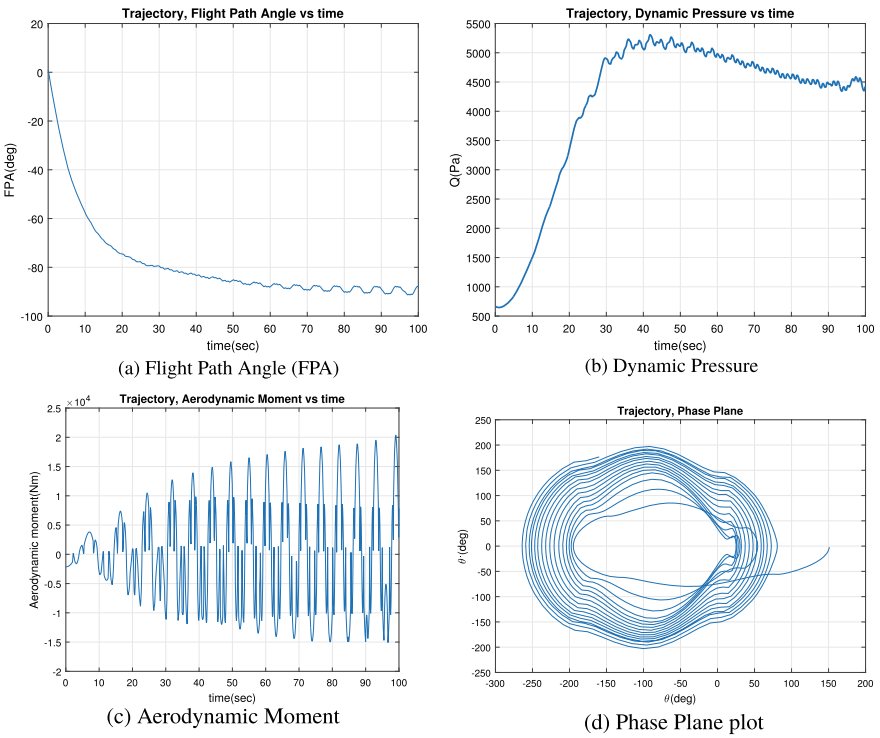 Trajectory, Flight Path Angle vs time
20
0
-20
-40
-60
-80
-100
FPA(deg)
0 10 20 30 40 50 60 70 80 90 100
time(sec)
(a) Flight Path Angle (FPA)
Trajectory, Dynamic Pressure vs time
5500
5000
4500
4000
3500
3000
2500
2000
1500
1000
500
Q(Pa)
0 10 20 30 40 50 60 70 80 90 100
time(sec)
(b) Dynamic Pressure
Trajectory, Aerodynamic Moment vs time
×10⁴
2.5
2
1.5
1
0.5
0
-0.5
-1
-1.5
-2
Aerodynamic moment(Nm)
0 10 20 30 40 50 60 70 80 90 100
time(sec)
(c) Aerodynamic Moment
Trajectory, Phase Plane
250
200
150
100
50
0
-50
-100
-150
-200
-250
θ'(deg)
-300 -250 -200 -150 -100 -50 0 50 100 150 200
θ(deg)
(d) Phase Plane plot